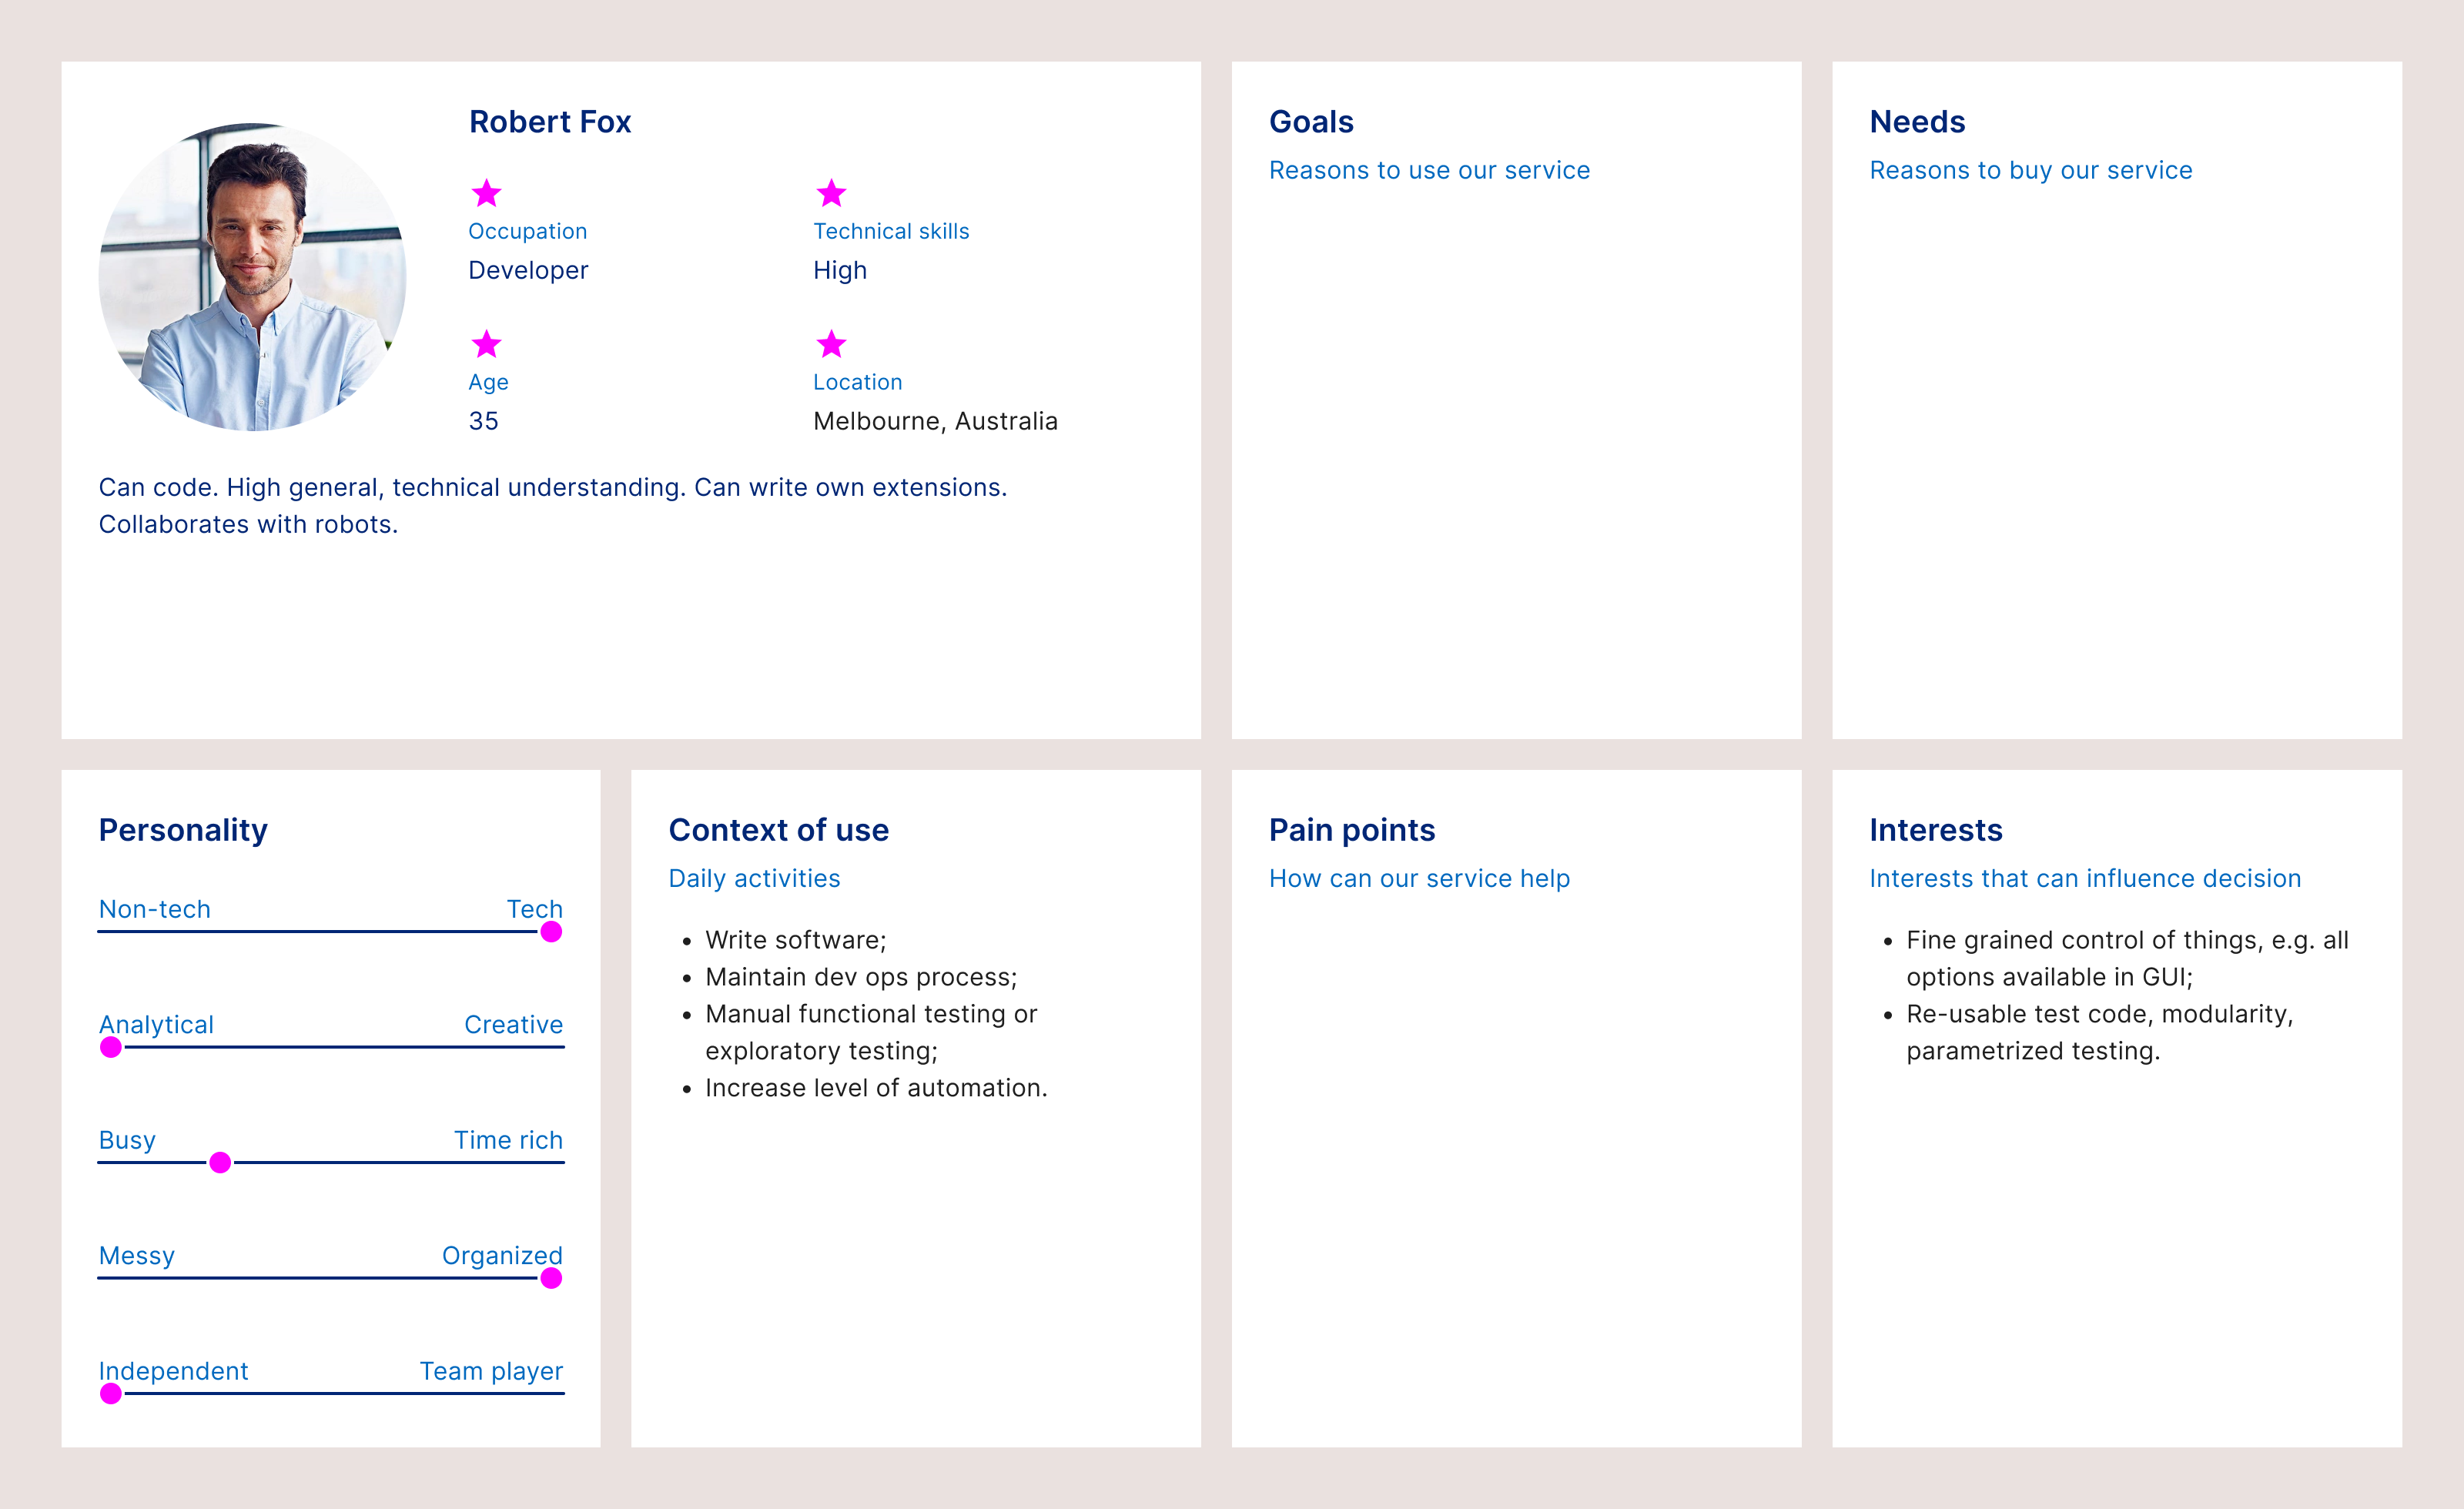 Robert Fox
Occupation
Developer
Technical skills
High
Age
35
Location
Melbourne, Australia
Can code. High general, technical understanding. Can write own extensions.
Collaborates with robots.
Goals
Reasons to use our service
Needs
Reasons to buy our service
Personality
Non-tech Tech
Analytical Creative
Busy Time rich
Messy Organized
Independent Team player
Context of use
Daily activities
• Write software;
• Maintain dev ops process;
• Manual functional testing or
exploratory testing;
• Increase level of automation.
Pain points
How can our service help
Interests
Interests that can influence decision
• Fine grained control of things, e.g. all
options available in GUI;
• Re-usable test code, modularity,
parametrized testing.